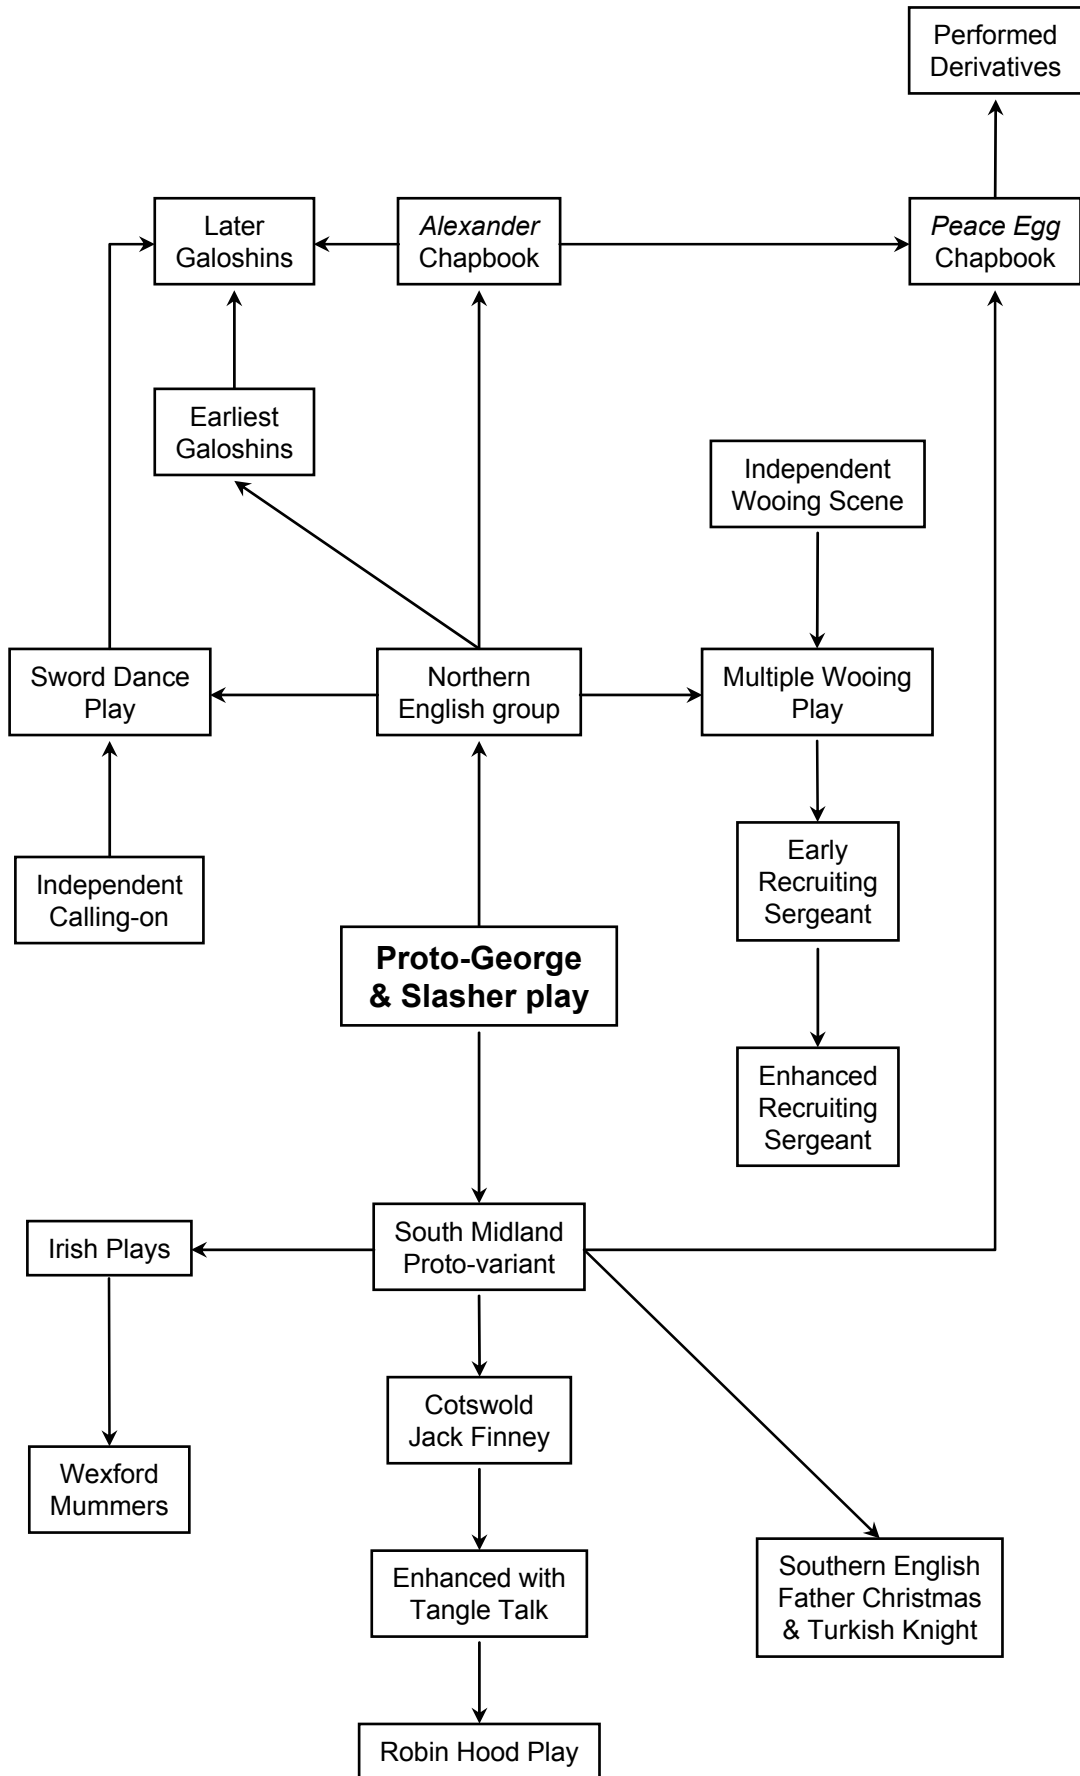 Performed
Derivatives
Later
Galoshins
Alexander
Chapbook
Peace Egg
Chapbook
Earliest
Galoshins
Independent
Wooing Scene
Sword Dance
Play
Northern
English group
Multiple Wooing
Play
Early
Recruiting
Sergeant
Independent
Calling-on
Proto-George
& Slasher play
Enhanced
Recruiting
Sergeant
Irish Plays
South Midland
Proto-variant
Cotswold
Jack Finney
Wexford
Mummers
Enhanced with
Tangle Talk
Southern English
Father Christmas
& Turkish Knight
Robin Hood Play